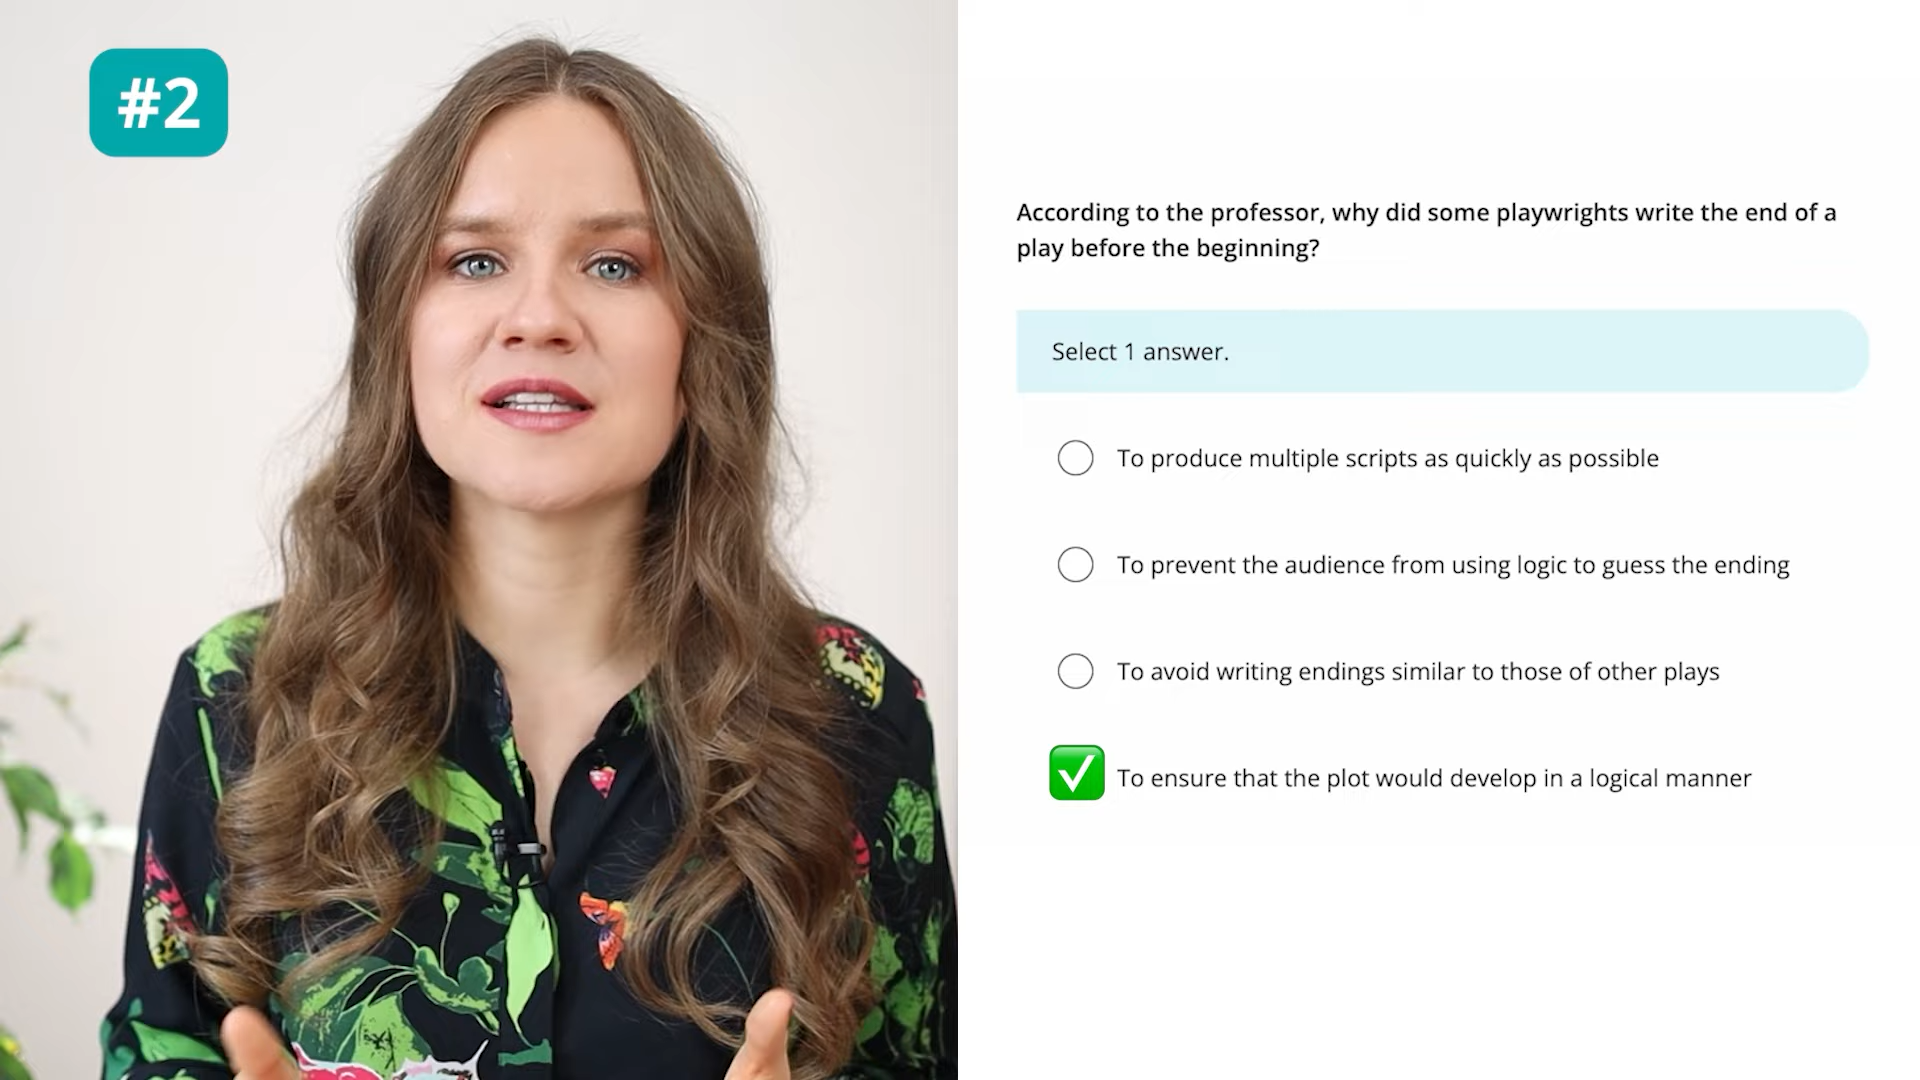 #2
According to the professor, why did some playwrights write the end of a
play before the beginning?
Select 1 answer.
To produce multiple scripts as quickly as possible
To prevent the audience from using logic to guess the ending
To avoid writing endings similar to those of other plays
To ensure that the plot would develop in a logical manner